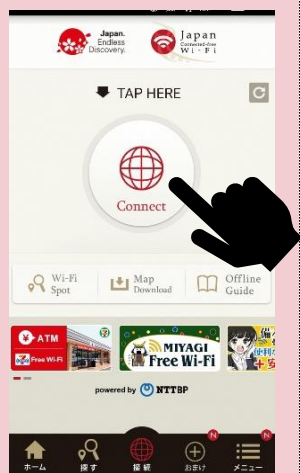 Japan.
Endless
Discovery.
Japan
Connected-free
Wi-Fi
TAP HERE
Connect
Wi-Fi
Spot
Map
Download
Offline
Guide
ATM
Free Wi-Fi
MIYAGI
Free Wi-Fi
powered by NTTBP
N
N
ホーム
探す
接続
おまけ
メニュー